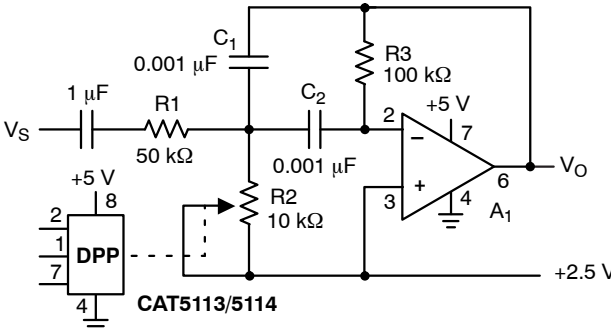 C1
0.001 µF
R3
100 kΩ
1 µF
R1
C2
+5 V
2
7
VS
50 kΩ
0.001 µF
–
+
6
VO
+5 V
8
R2
10 kΩ
3
4
A1
2
1
7
DPP
4
+2.5 V
CAT5113/5114